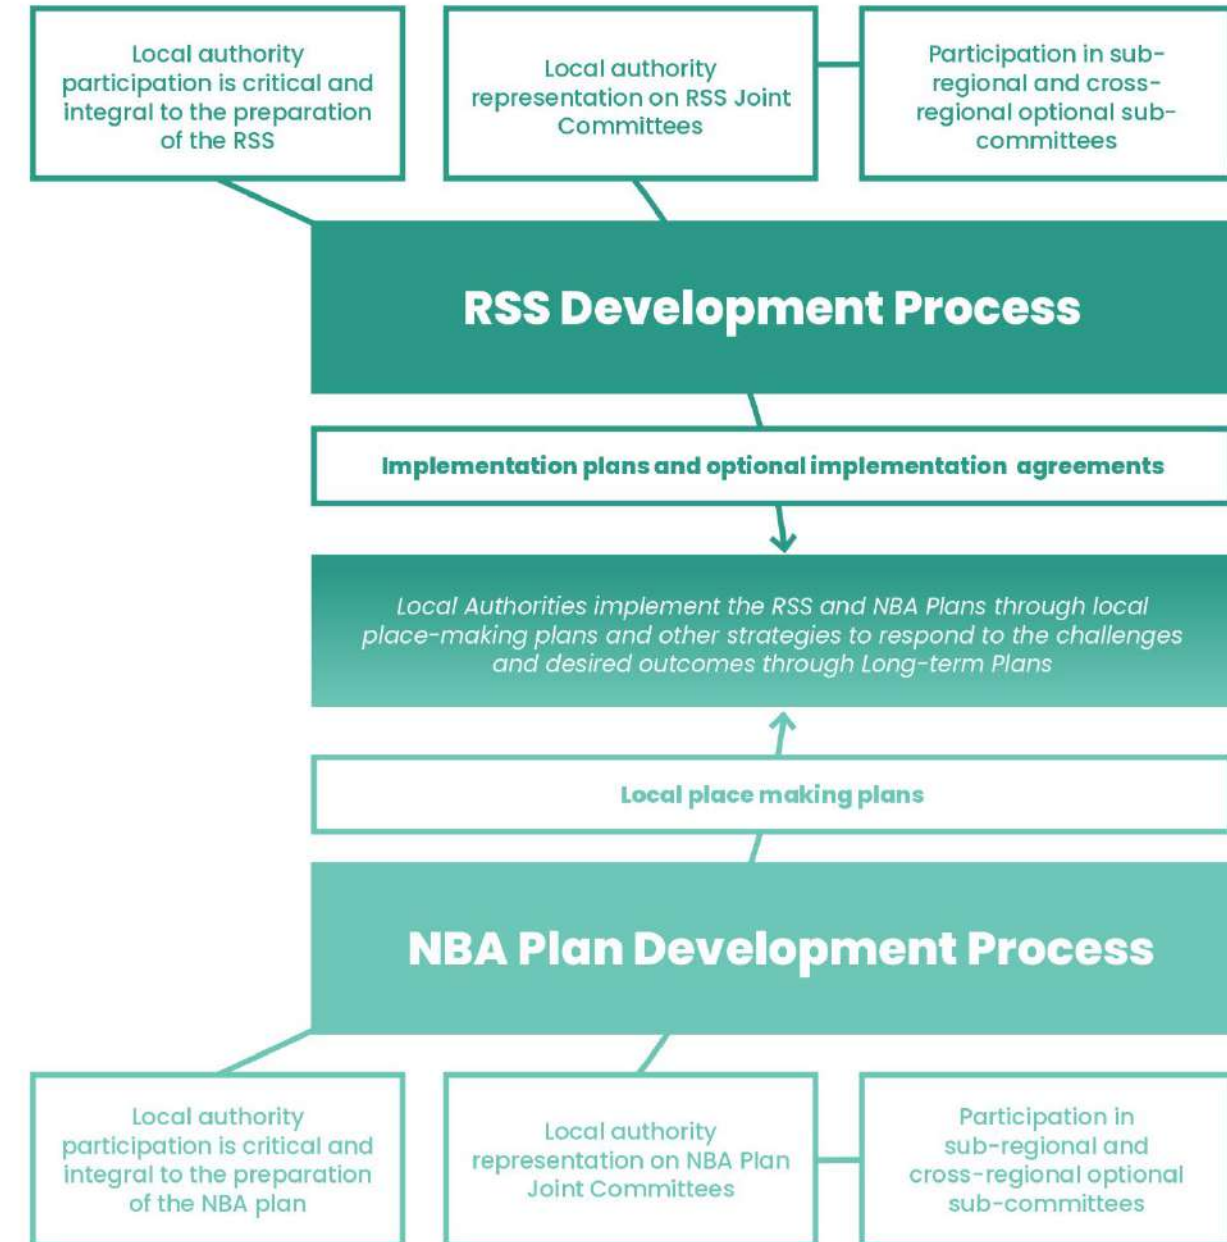 Local authority
participation is critical and
integral to the preparation
of the RSS
Local authority
representation on RSS Joint
Committees
Participation in sub-
regional and cross-
regional optional sub-
committees
RSS Development Process
Implementation plans and optional implementation agreements
Local Authorities implement the RSS and NBA Plans through local
place-making plans and other strategies to respond to the challenges
and desired outcomes through Long-term Plans
Local place making plans
NBA Plan Development Process
Local authority
participation is critical and
integral to the preparation
of the NBA plan
Local authority
representation on NBA Plan
Joint Committees
Participation in
sub-regional and
cross-regional optional
sub-committees